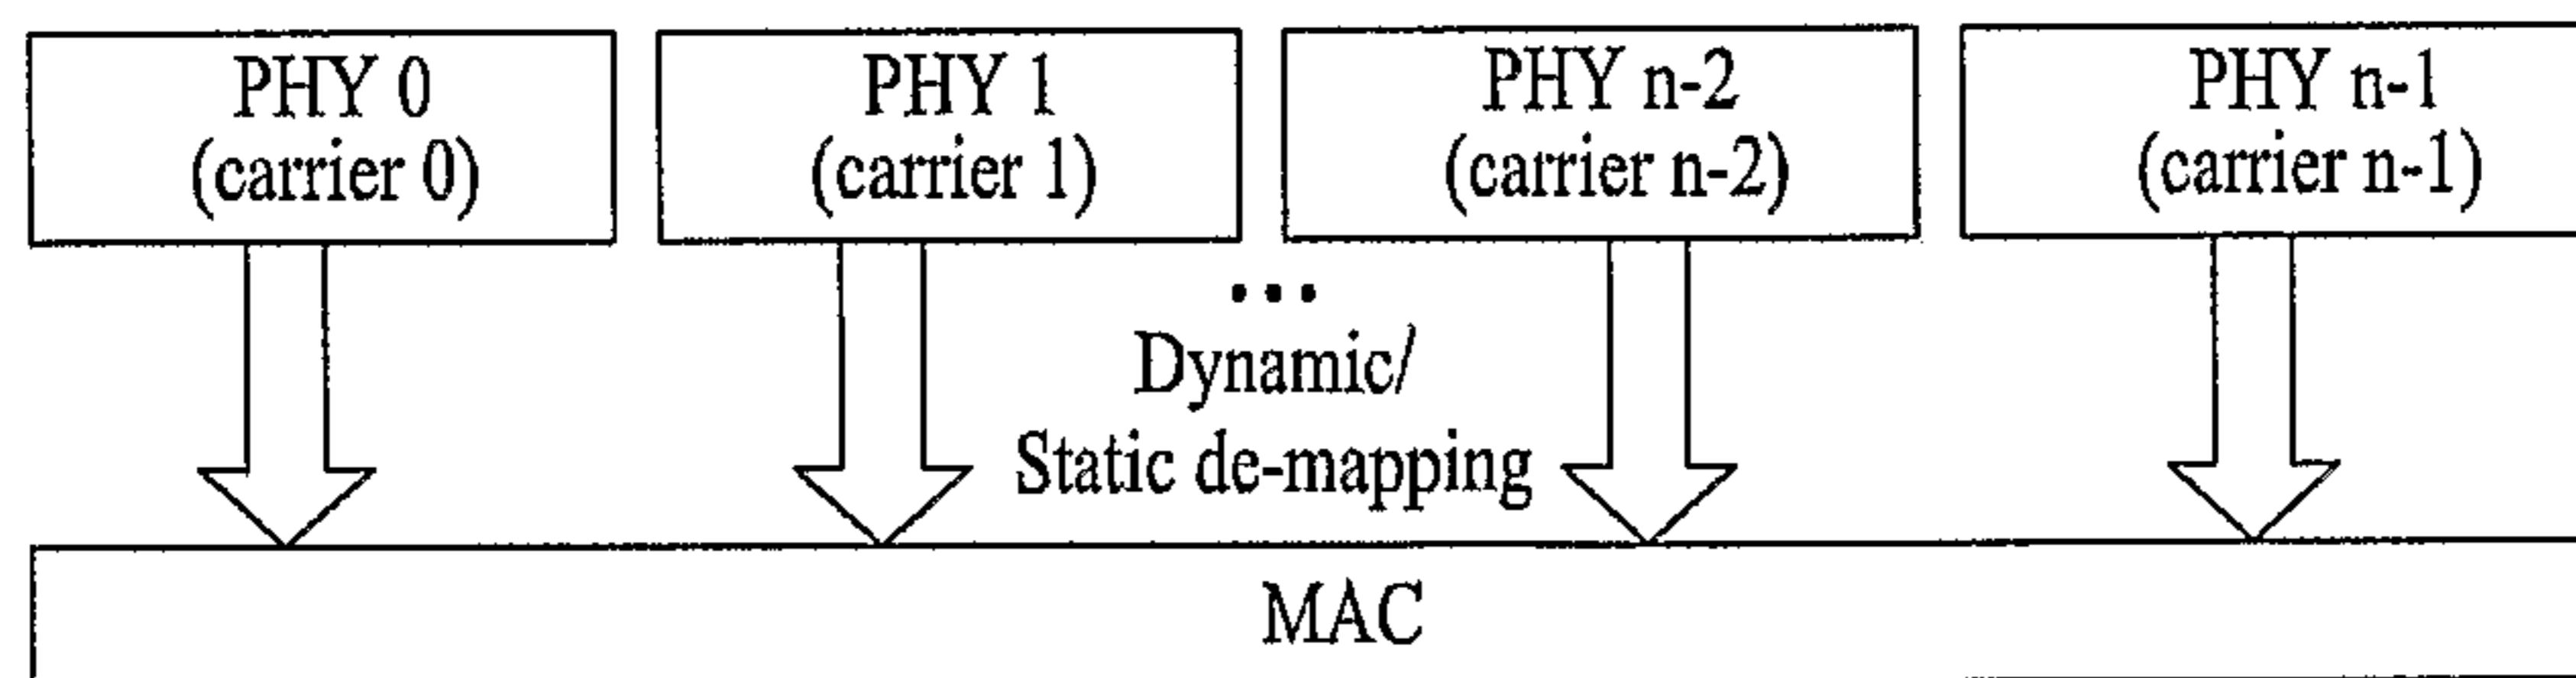 PHY 0
(carrier 0)
PHY 1
(carrier 1)
PHY n-2
(carrier n-2)
PHY n-1
(carrier n-1)
...
Dynamic/
Static de-mapping
MAC